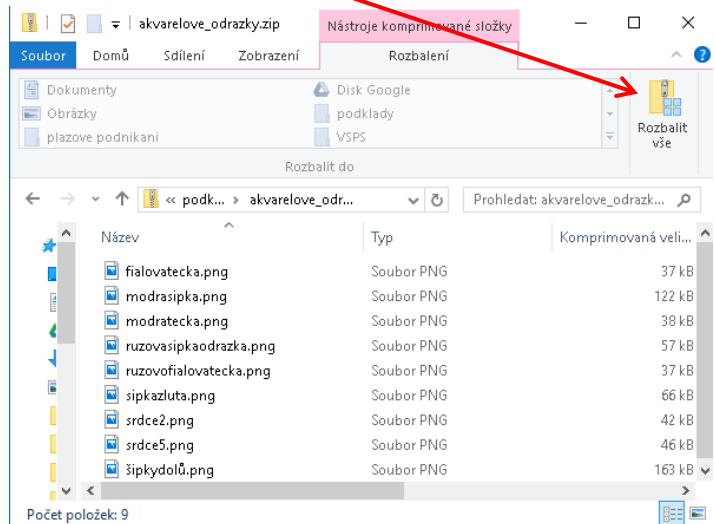 akvarelove_odrazky.zip
Nástroje komprimované složky
Soubor Domů Sdílení Zobrazení Rozbalení
Dokumenty Disk Google
Obrázky podklady
plazove podnikani VSPS
Rozbalit vše
Rozbalit do
« podk... › akvarelove_odr... Prohledat: akvarelove_odrazk...
Název Typ Komprimovaná veli...
fialovatecka.png Soubor PNG 37 kB
modrasipka.png Soubor PNG 122 kB
modratecka.png Soubor PNG 38 kB
ruzovasipkaodrazka.png Soubor PNG 57 kB
ruzovofialovatecka.png Soubor PNG 37 kB
sipkazluta.png Soubor PNG 66 kB
srdce2.png Soubor PNG 42 kB
srdce5.png Soubor PNG 46 kB
šipkydolů.png Soubor PNG 163 kB
Počet položek: 9